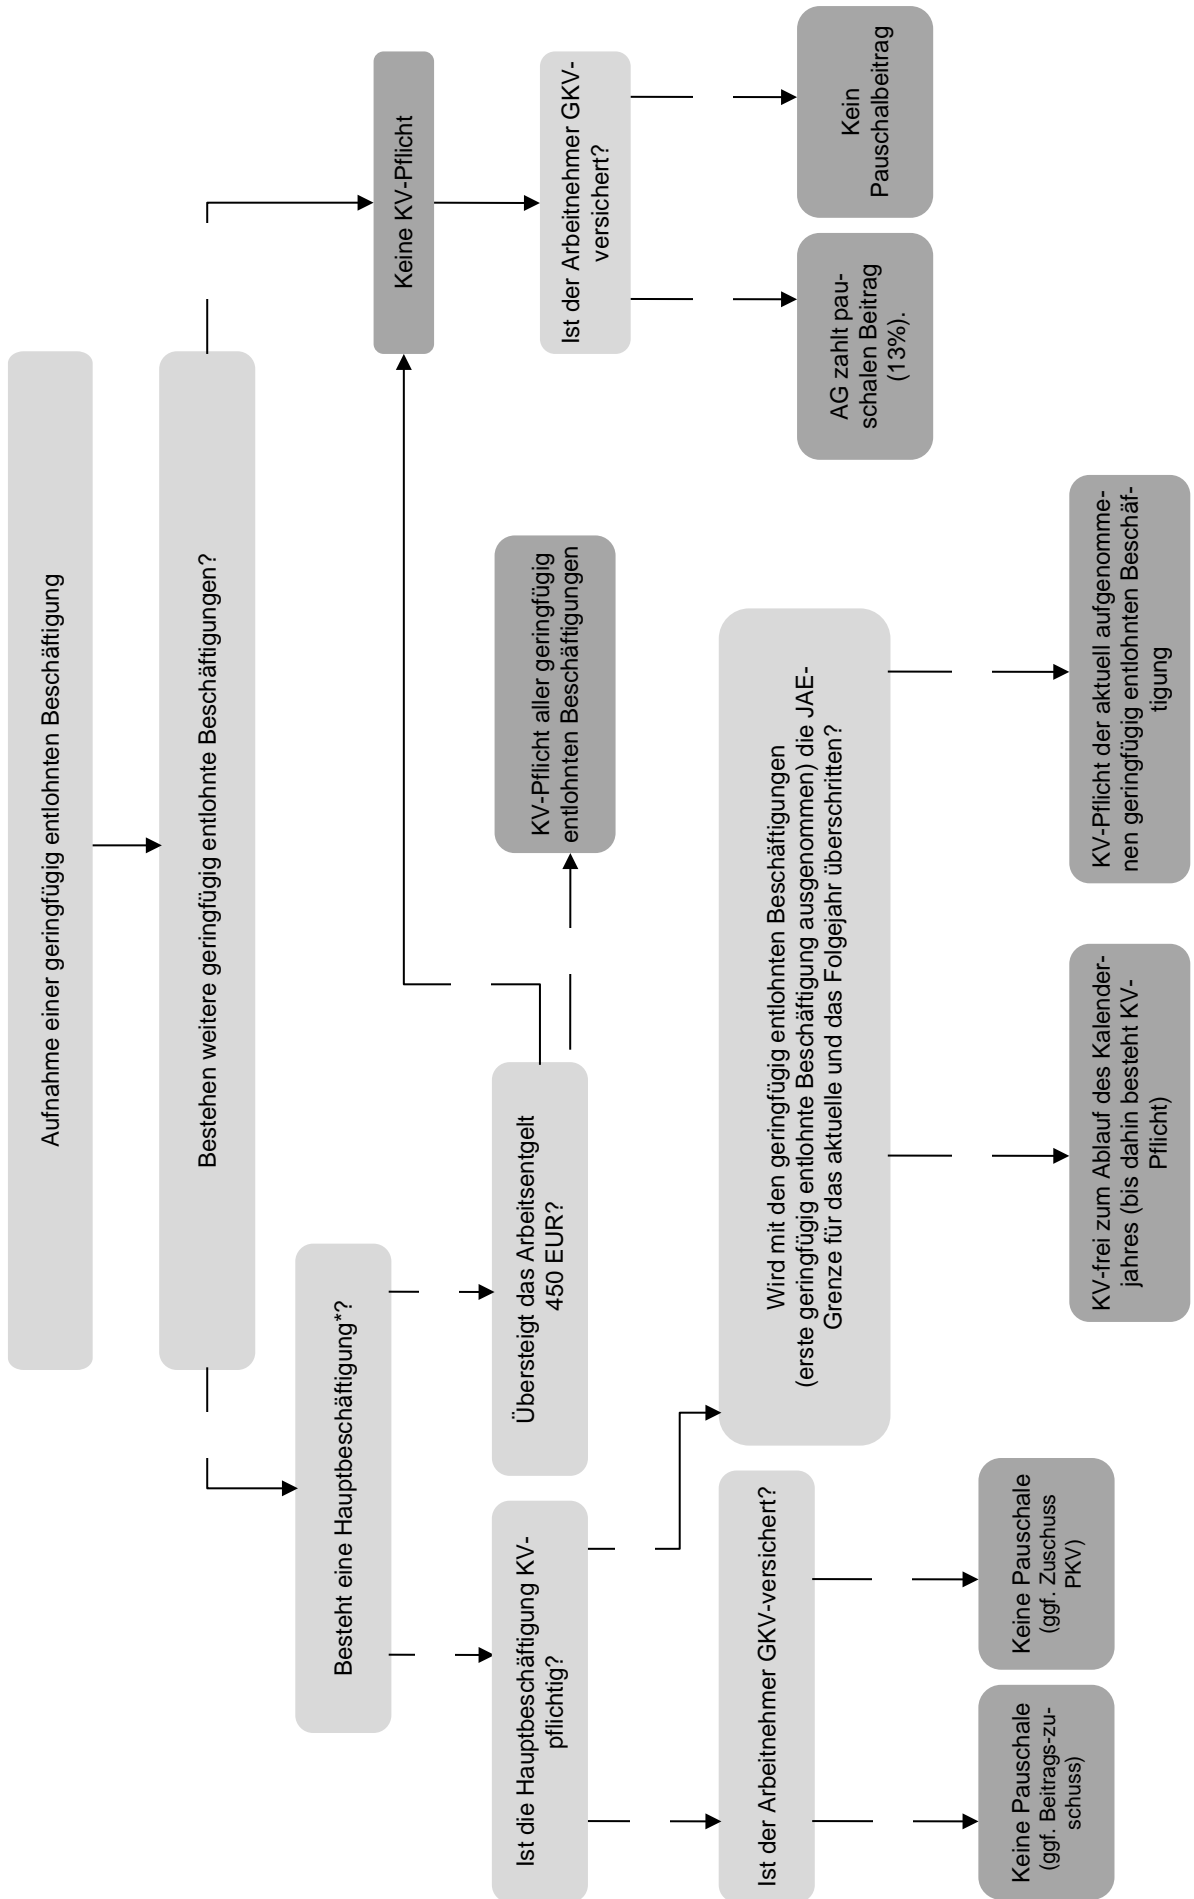 Aufnahme einer geringfügig entlohnten Beschäftigung
Bestehen weitere geringfügig entlohnte Beschäftigungen?
Besteht eine Hauptbeschäftigung*?
Keine KV-Pflicht
Ist die Hauptbeschäftigung KV-
pflichtig?
Übersteigt das Arbeitsentgelt
450 EUR?
KV-Pflicht aller geringfügig
entlohnten Beschäftigungen
Ist der Arbeitnehmer GKV-
versichert?
Ist der Arbeitnehmer GKV-versichert?
Wird mit den geringfügig entlohnten Beschäftigungen
(erste geringfügig entlohnte Beschäftigung ausgenommen) die JAE-
Grenze für das aktuelle und das Folgejahr überschritten?
AG zahlt pau-
schalen Beitrag
(13%).
Kein
Pauschalbeitrag
Keine Pauschale
(ggf. Beitrags-zu-
schuss)
Keine Pauschale
(ggf. Zuschuss
PKV)
KV-frei zum Ablauf des Kalender-
jahres (bis dahin besteht KV-
Pflicht)
KV-Pflicht der aktuell aufgenomme-
nen geringfügig entlohnten Beschäf-
tigung